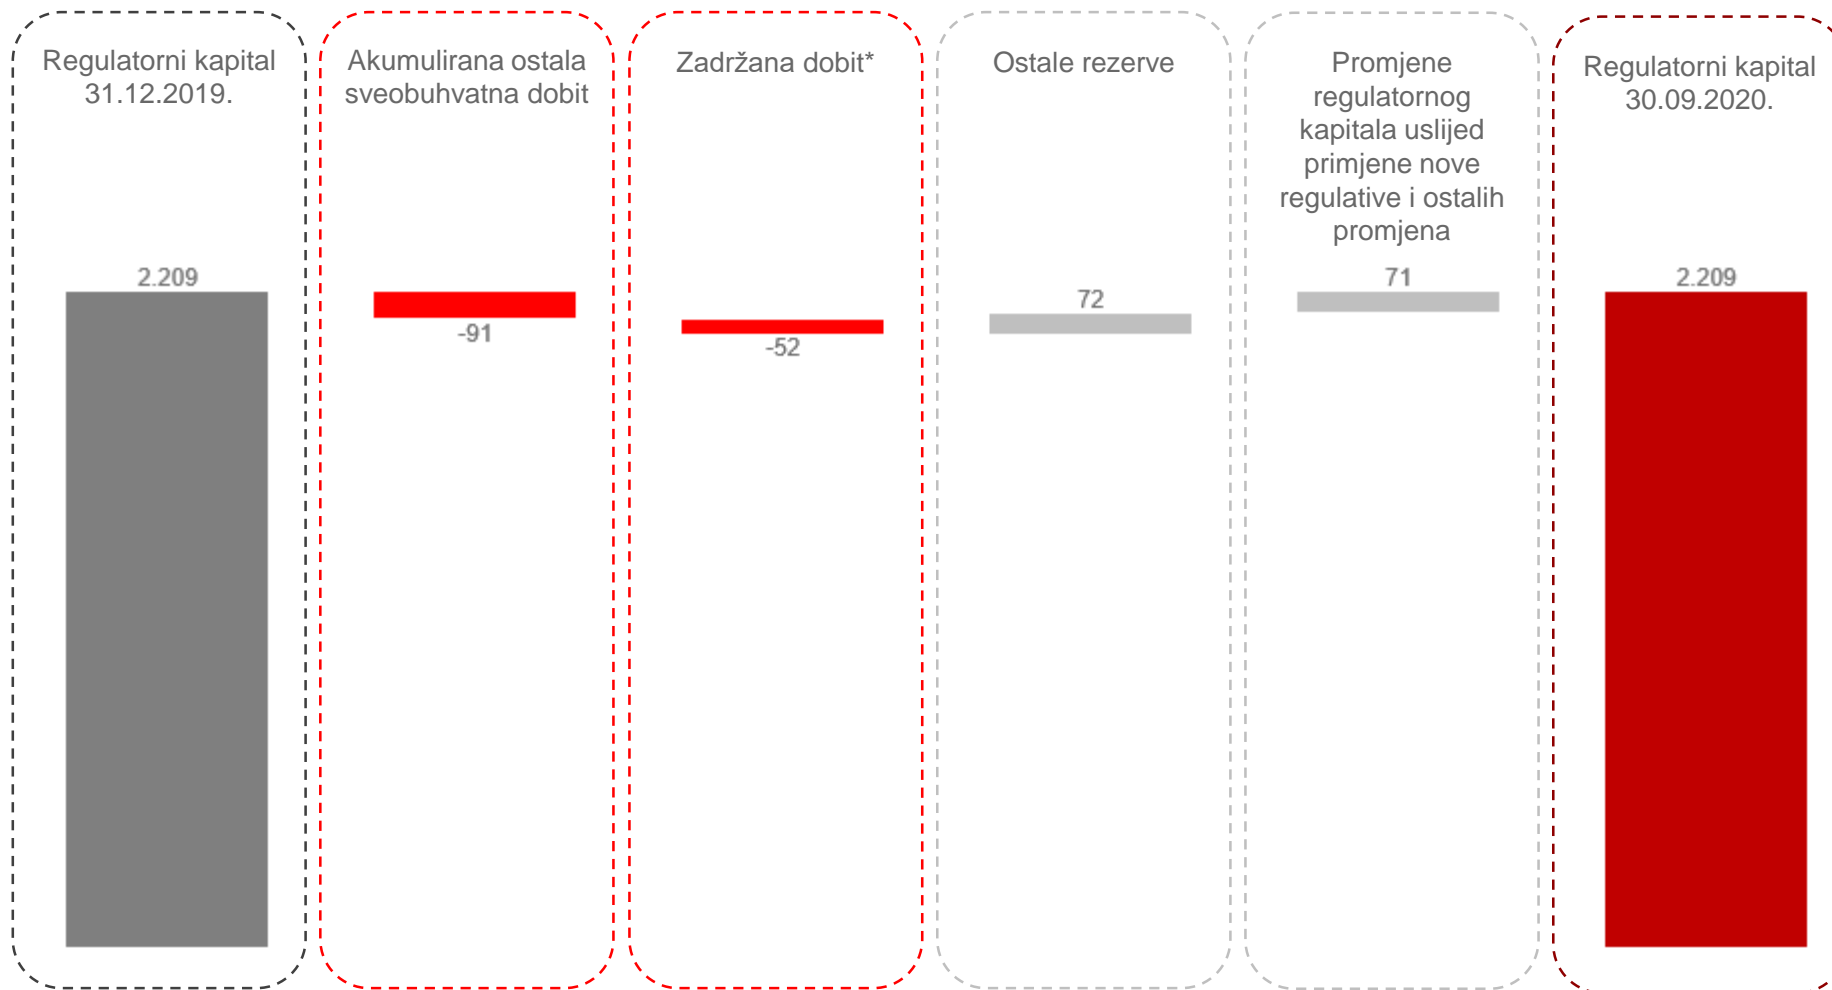 Regulatorni kapital
31.12.2019.
2.209
Akumulirana ostala
sveobuhvatna dobit
-91
Zadržana dobit*
-52
Ostale rezerve
72
Promjene
regulatornog
kapitala uslijed
primjene nove
regulative i ostalih
promjena
71
Regulatorni kapital
30.09.2020.
2.209